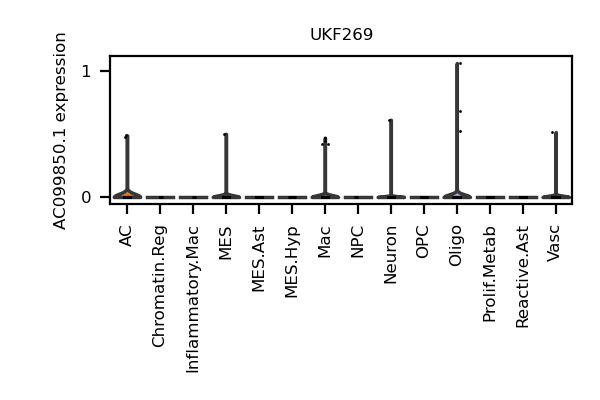 UKF269
AC099850.1 expression
1
0
AC
Chromatin.Reg
Inflammatory.Mac
MES
MES.Ast
MES.Hyp
Mac
NPC
Neuron
OPC
Oligo
Prolif.Metab
Reactive.Ast
Vasc